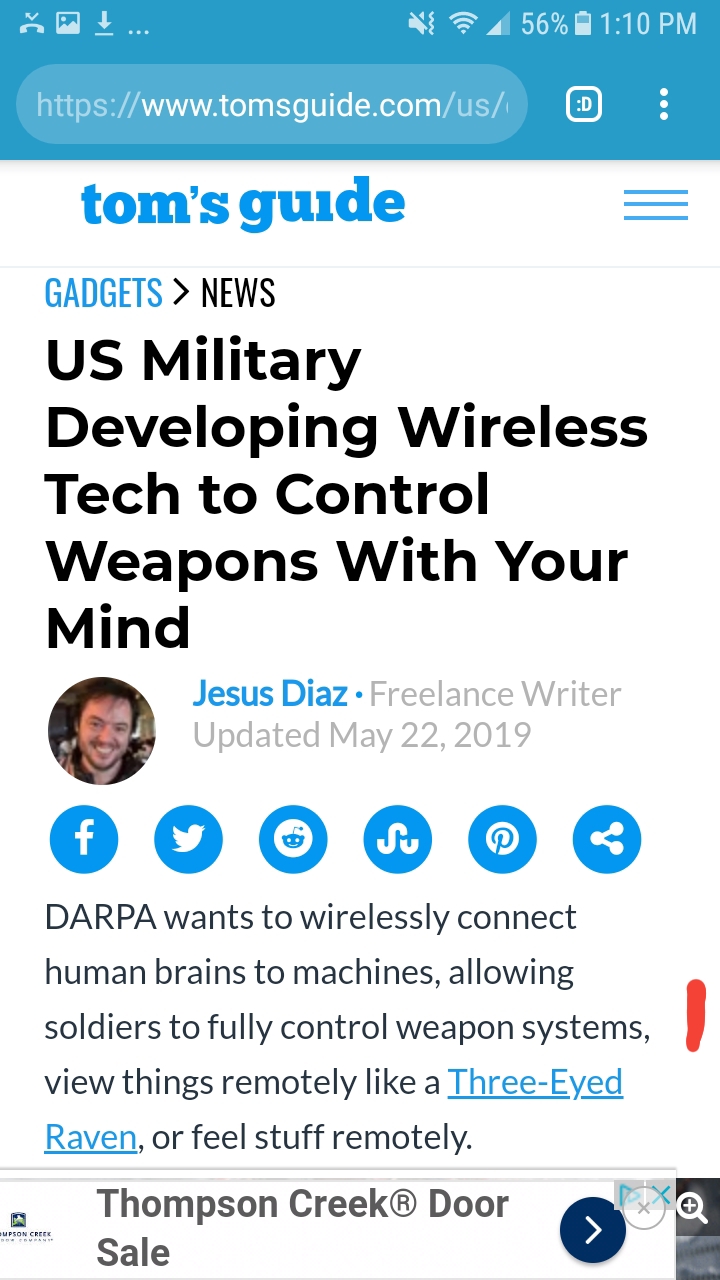 ... 56% 1:10 PM
https://www.tomsguide.com/us/
:D
tom's guide
GADGETS > NEWS
US Military
Developing Wireless
Tech to Control
Weapons With Your
Mind
Jesus Diaz · Freelance Writer
Updated May 22, 2019
DARPA wants to wirelessly connect
human brains to machines, allowing
soldiers to fully control weapon systems,
view things remotely like a Three-Eyed
Raven, or feel stuff remotely.
Thompson Creek® Door
Sale